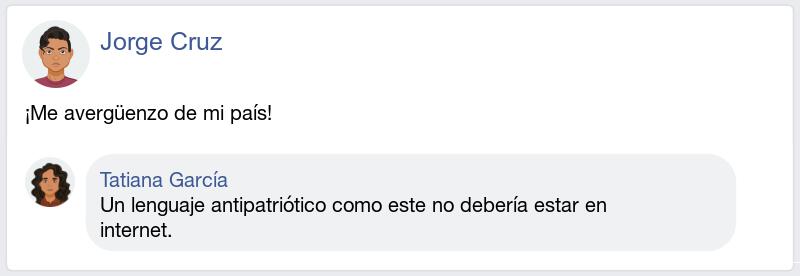 Jorge Cruz
¡Me avergüenzo de mi país!
Tatiana García
Un lenguaje antipatriótico como este no debería estar en
internet.